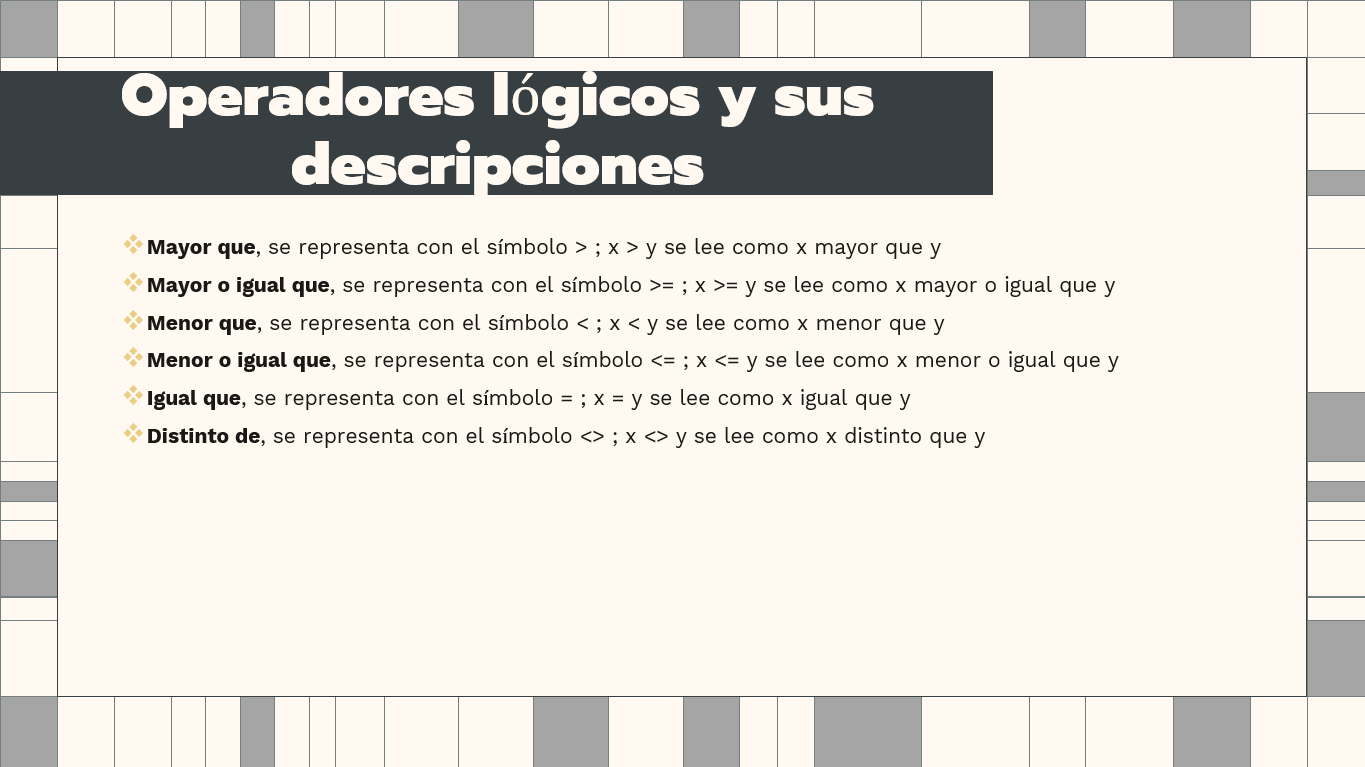 Operadores lógicos y sus
descripciones
❖Mayor que, se representa con el símbolo > ; x > y se lee como x mayor que y
❖Mayor o igual que, se representa con el símbolo >= ; x >= y se lee como x mayor o igual que y
❖Menor que, se representa con el símbolo < ; x < y se lee como x menor que y
❖Menor o igual que, se representa con el símbolo <= ; x <= y se lee como x menor o igual que y
❖Igual que, se representa con el símbolo = ; x = y se lee como x igual que y
❖Distinto de, se representa con el símbolo <> ; x <> y se lee como x distinto que y